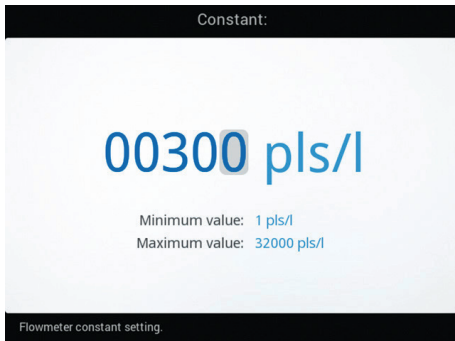 Constant:
00300 pls/l
Minimum value: 1 pls/l
Maximum value: 32000 pls/l
Flowmeter constant setting.